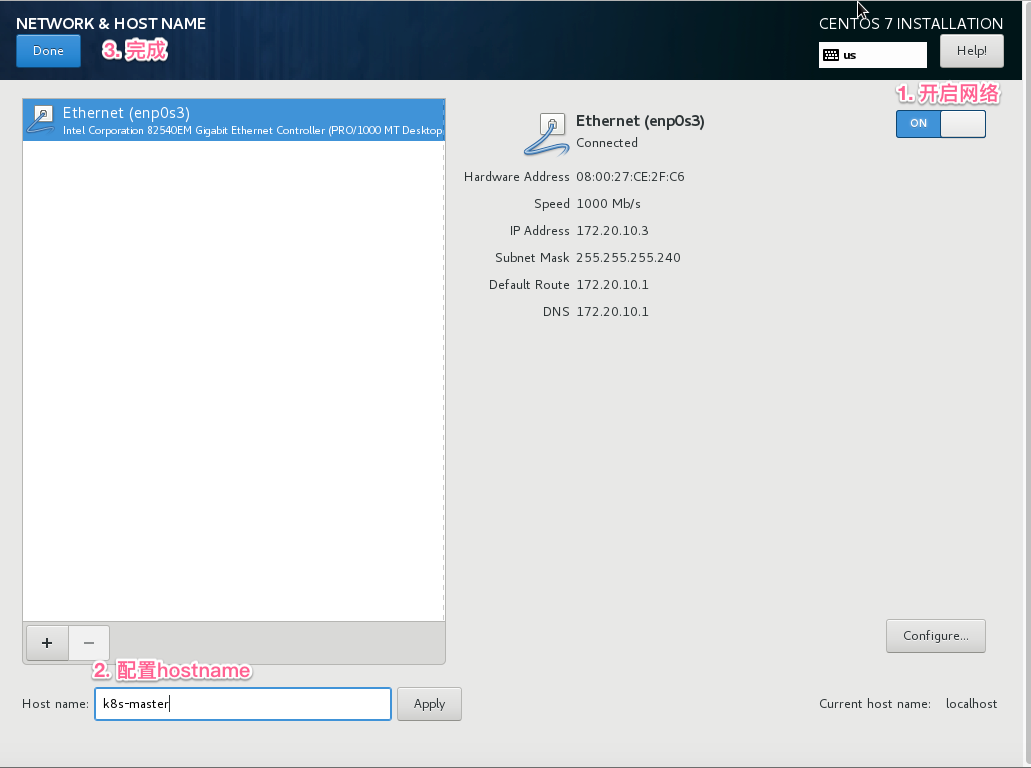 NETWORK & HOST NAME
CENTOS 7 INSTALLATION
Done
3. 完成
us
Help!
1. 开启网络
ON
Ethernet (enp0s3)
Intel Corporation 82540EM Gigabit Ethernet Controller (PRO/1000 MT Desktop
Ethernet (enp0s3)
Connected
Hardware Address 08:00:27:CE:2F:C6
Speed 1000 Mb/s
IP Address 172.20.10.3
Subnet Mask 255.255.255.240
Default Route 172.20.10.1
DNS 172.20.10.1
+ −
Configure...
2. 配置hostname
Host name: k8s-master Apply
Current host name: localhost